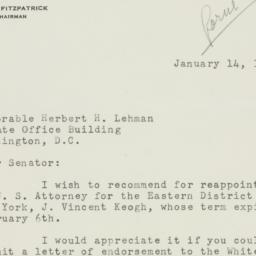 FITZPATRICK
CHAIRMAN
January 14, 1
orable Herbert H. Lehman
te Office Building
ington, D.C.
Senator:
I wish to recommend for reappoint
. S. Attorney for the Eastern District
York, J. Vincent Keogh, whose term expi
ruary 6th.
I would appreciate it if you coul
it a letter of endorsement to the White